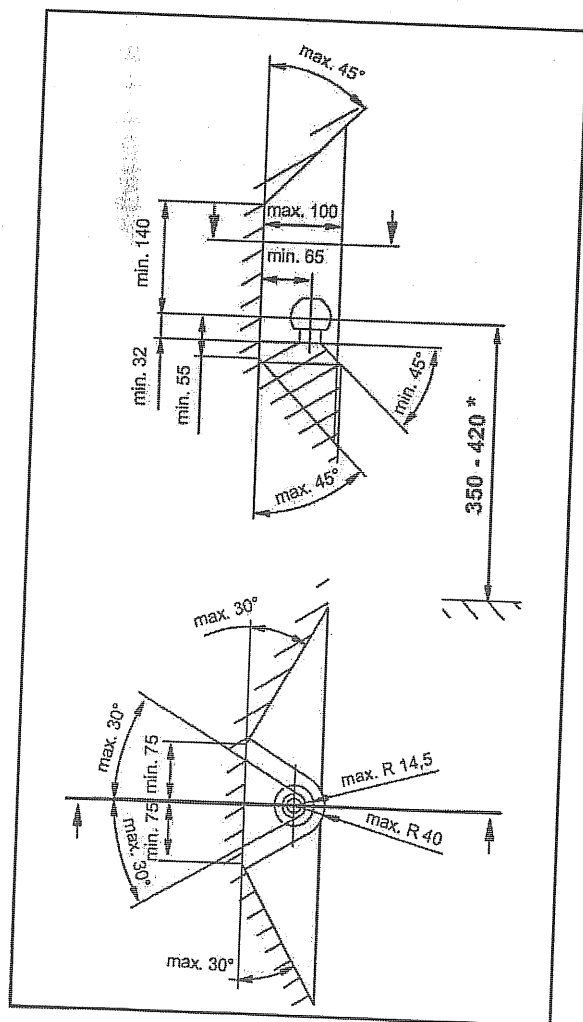 max. 45°
max. 100
min. 140
min. 65
min. 32
min. 55
min. 45°
max. 45°
350 - 420 *
max. 30°
max. 30°
min. 75
max. R 14,5
min. 75
max. R 40
max. 30°
max. 30°